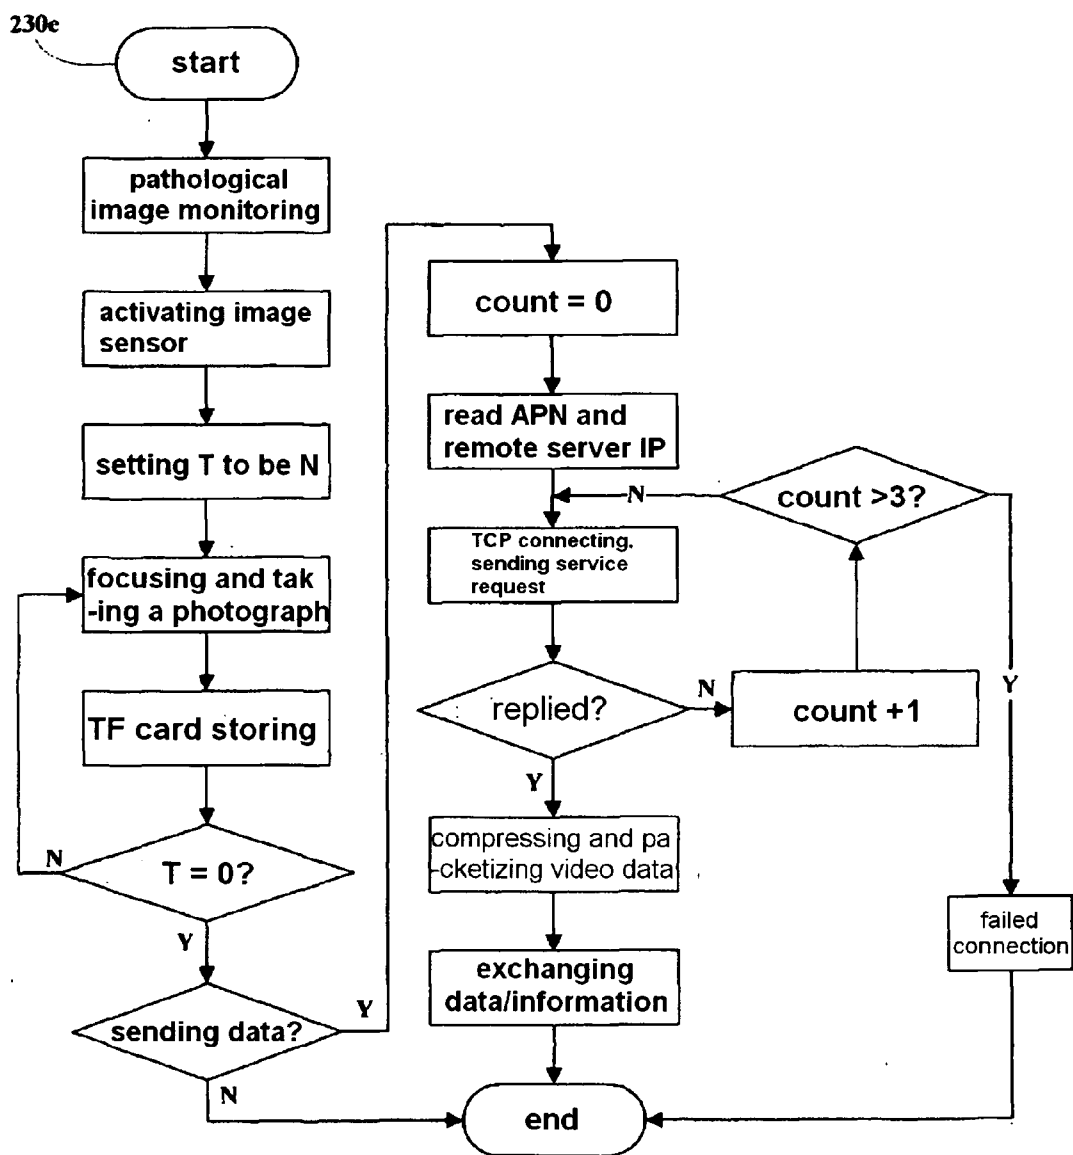 230e
start
pathological
image monitoring
activating image
sensor
setting T to be N
focusing and tak
-ing a photograph
TF card storing
T = 0?
N
Y
sending data?
Y
N
count = 0
read APN and
remote server IP
TCP connecting,
sending service
request
replied?
N
count +1
count >3?
N
Y
Y
compressing and pa
-cketizing video data
exchanging
data/information
failed
connection
end